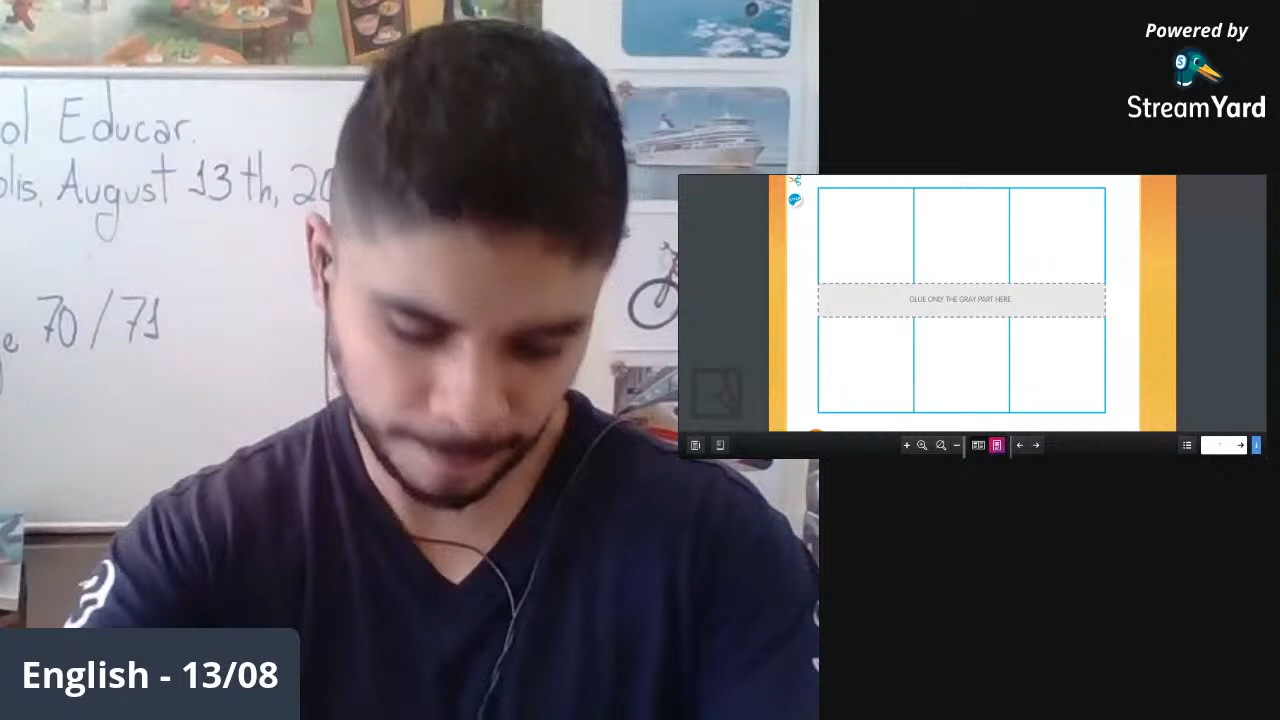 Powered by
StreamYard
ol Educar.
olis, August 13th, 20
GLUE ONLY THE GRAY PART HERE.
70/71
English - 13/08